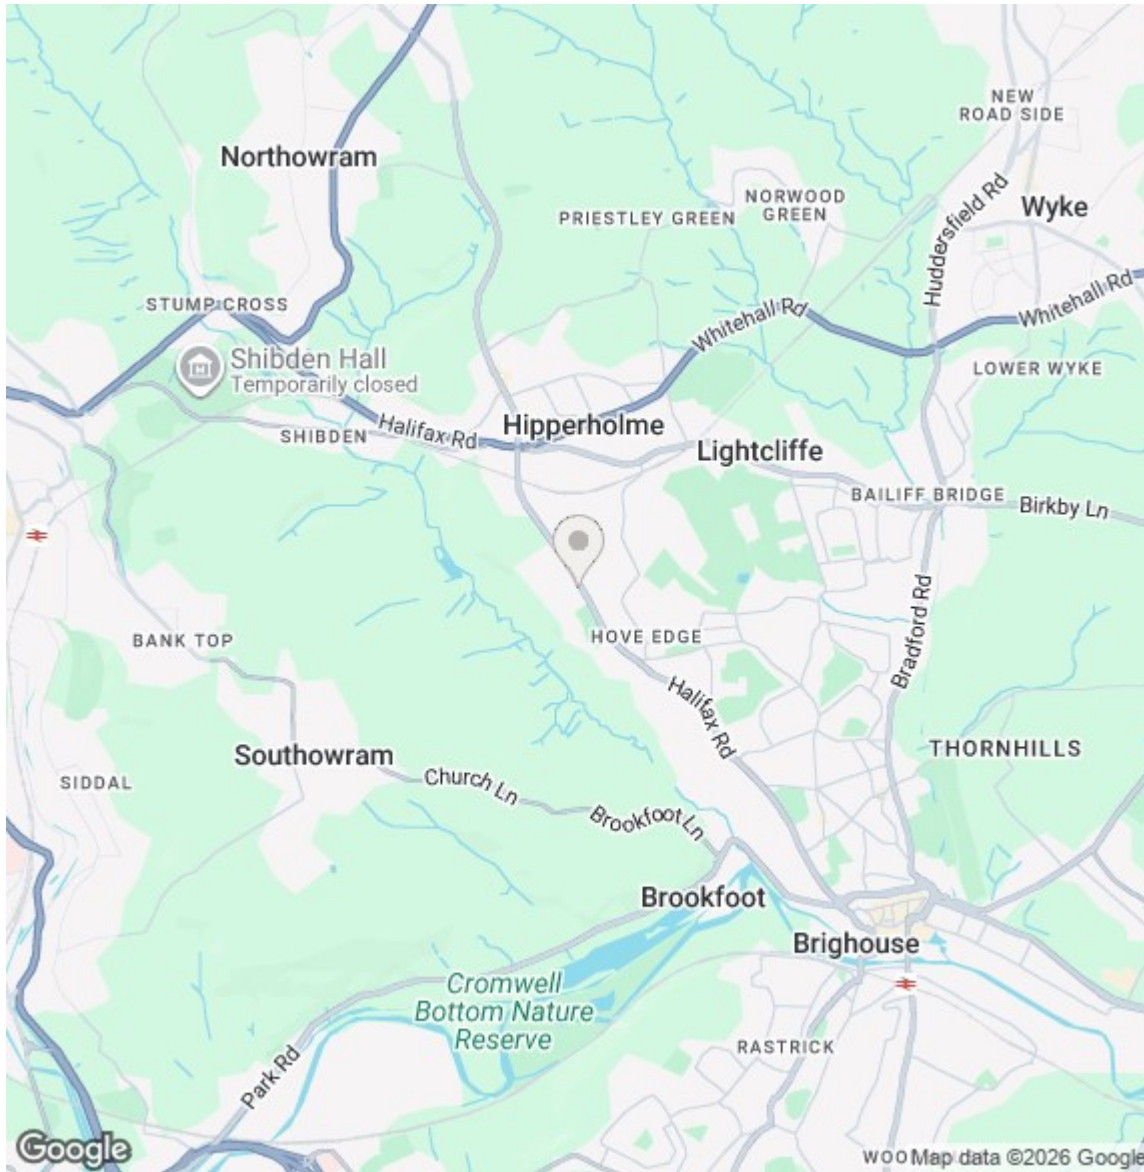 NEW
ROAD SIDE
Northowram
NORWOOD
GREEN
PRIESTLEY GREEN
Wyke
Huddersfield Rd
STUMP CROSS
Whitehall Rd
Whitehall Rd
Shibden Hall
Temporarily closed
LOWER WYKE
SHIBDEN
Halifax Rd
Hipperholme
Lightcliffe
BAILIFF BRIDGE
Birkby Ln
BANK TOP
HOVE EDGE
Bradford Rd
Halifax Rd
Southowram
THORNHILLS
SIDDAL
Church Ln
Brookfoot Ln
Brookfoot
Brighouse
Cromwell
Bottom Nature
Reserve
RASTRICK
Park Rd
Google
WOO
Map data ©2026 Google